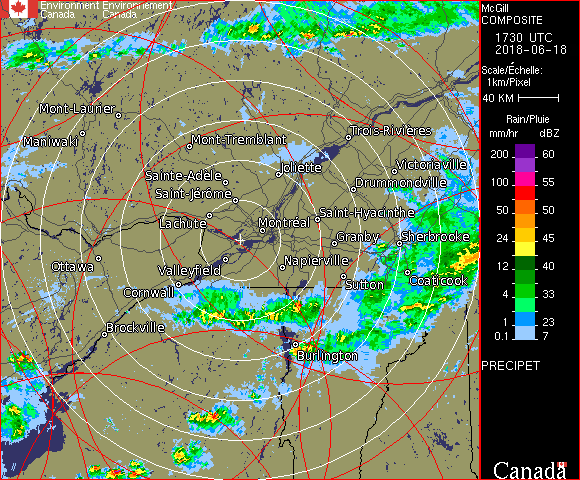 Environment Environnement
Canada Canada
McGill
COMPOSITE
1730 UTC
2018-06-18
Scale/Échelle:
1km/Pixel
40 KM
Rain/Pluie
mm/hr dBZ
200 60
100 55
50 50
24 45
12 40
4 33
1 23
0.1 7
PRECIPET
Canada
Mont-Laurier
Maniwaki
Mont-Tremblant
Trois-Rivières
Joliette
Victoriaville
Sainte-Adèle
Drummondville
Saint-Jérôme
Lachute
Saint-Hyacinthe
Montréal
Granby
Sherbrooke
Ottawa
Valleyfield
Napierville
Coaticook
Sutton
Cornwall
Brockville
Burlington